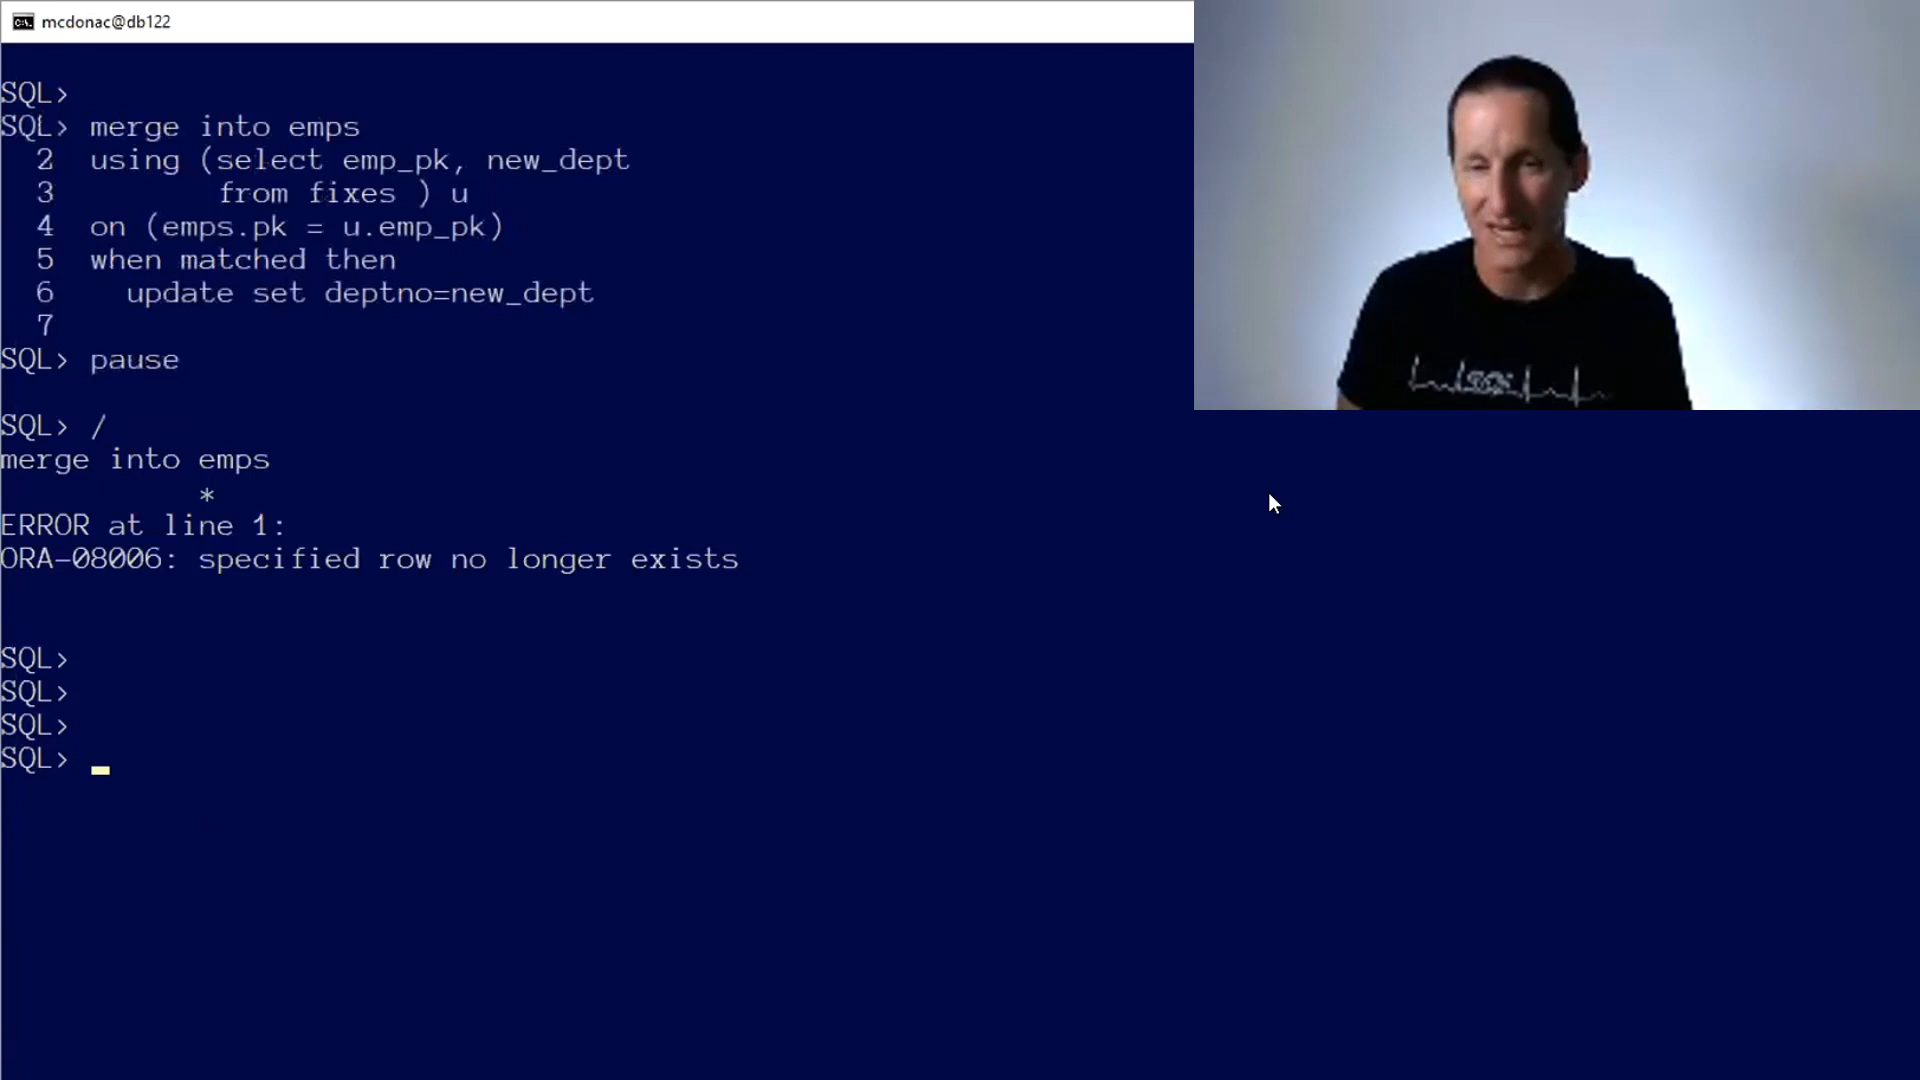 mcdonac@db122
SQL>
SQL> merge into emps
2 using (select emp_pk, new_dept
3 from fixes ) u
4 on (emps.pk = u.emp_pk)
5 when matched then
6 update set deptno=new_dept
7
SQL> pause
SQL> /
merge into emps
*
ERROR at line 1:
ORA-08006: specified row no longer exists
SQL>
SQL>
SQL>
SQL>